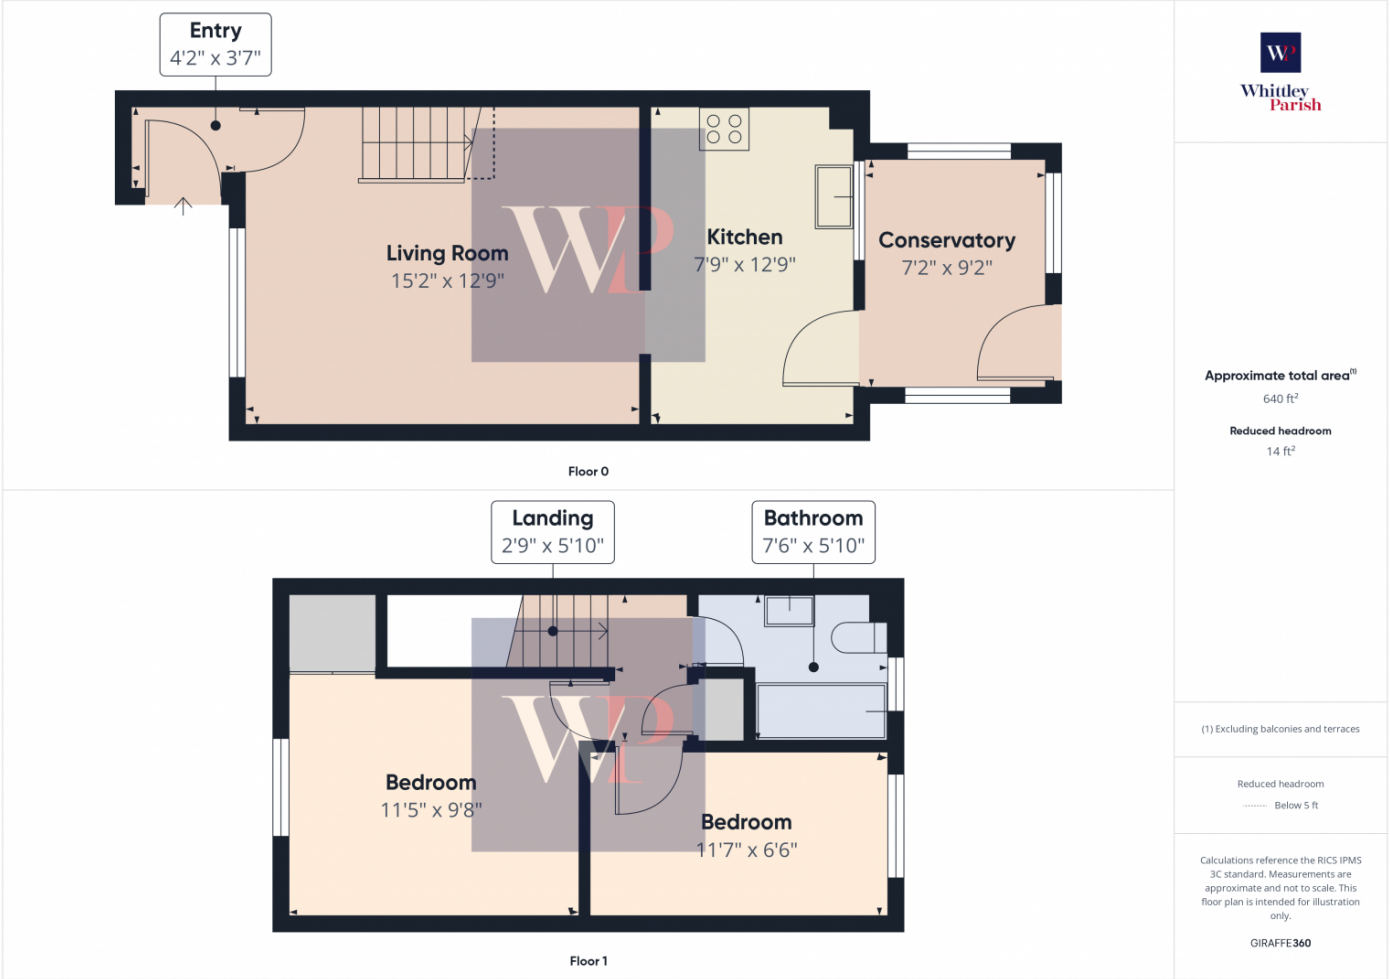 Entry
4'2" x 3'7"
Living Room
15'2" x 12'9"
Kitchen
7'9" x 12'9"
Conservatory
7'2" x 9'2"
WP
Floor 0
Landing
2'9" x 5'10"
Bathroom
7'6" x 5'10"
Bedroom
11'5" x 9'8"
Bedroom
11'7" x 6'6"
WP
Floor 1
WP
Whittley
Parish
Approximate total area(1)
640 ft²
Reduced headroom
14 ft²
(1) Excluding balconies and terraces
Reduced headroom
Below 5 ft
Calculations reference the RICS IPMS
3C standard. Measurements are
approximate and not to scale. This
floor plan is intended for illustration
only.
GIRAFFE360